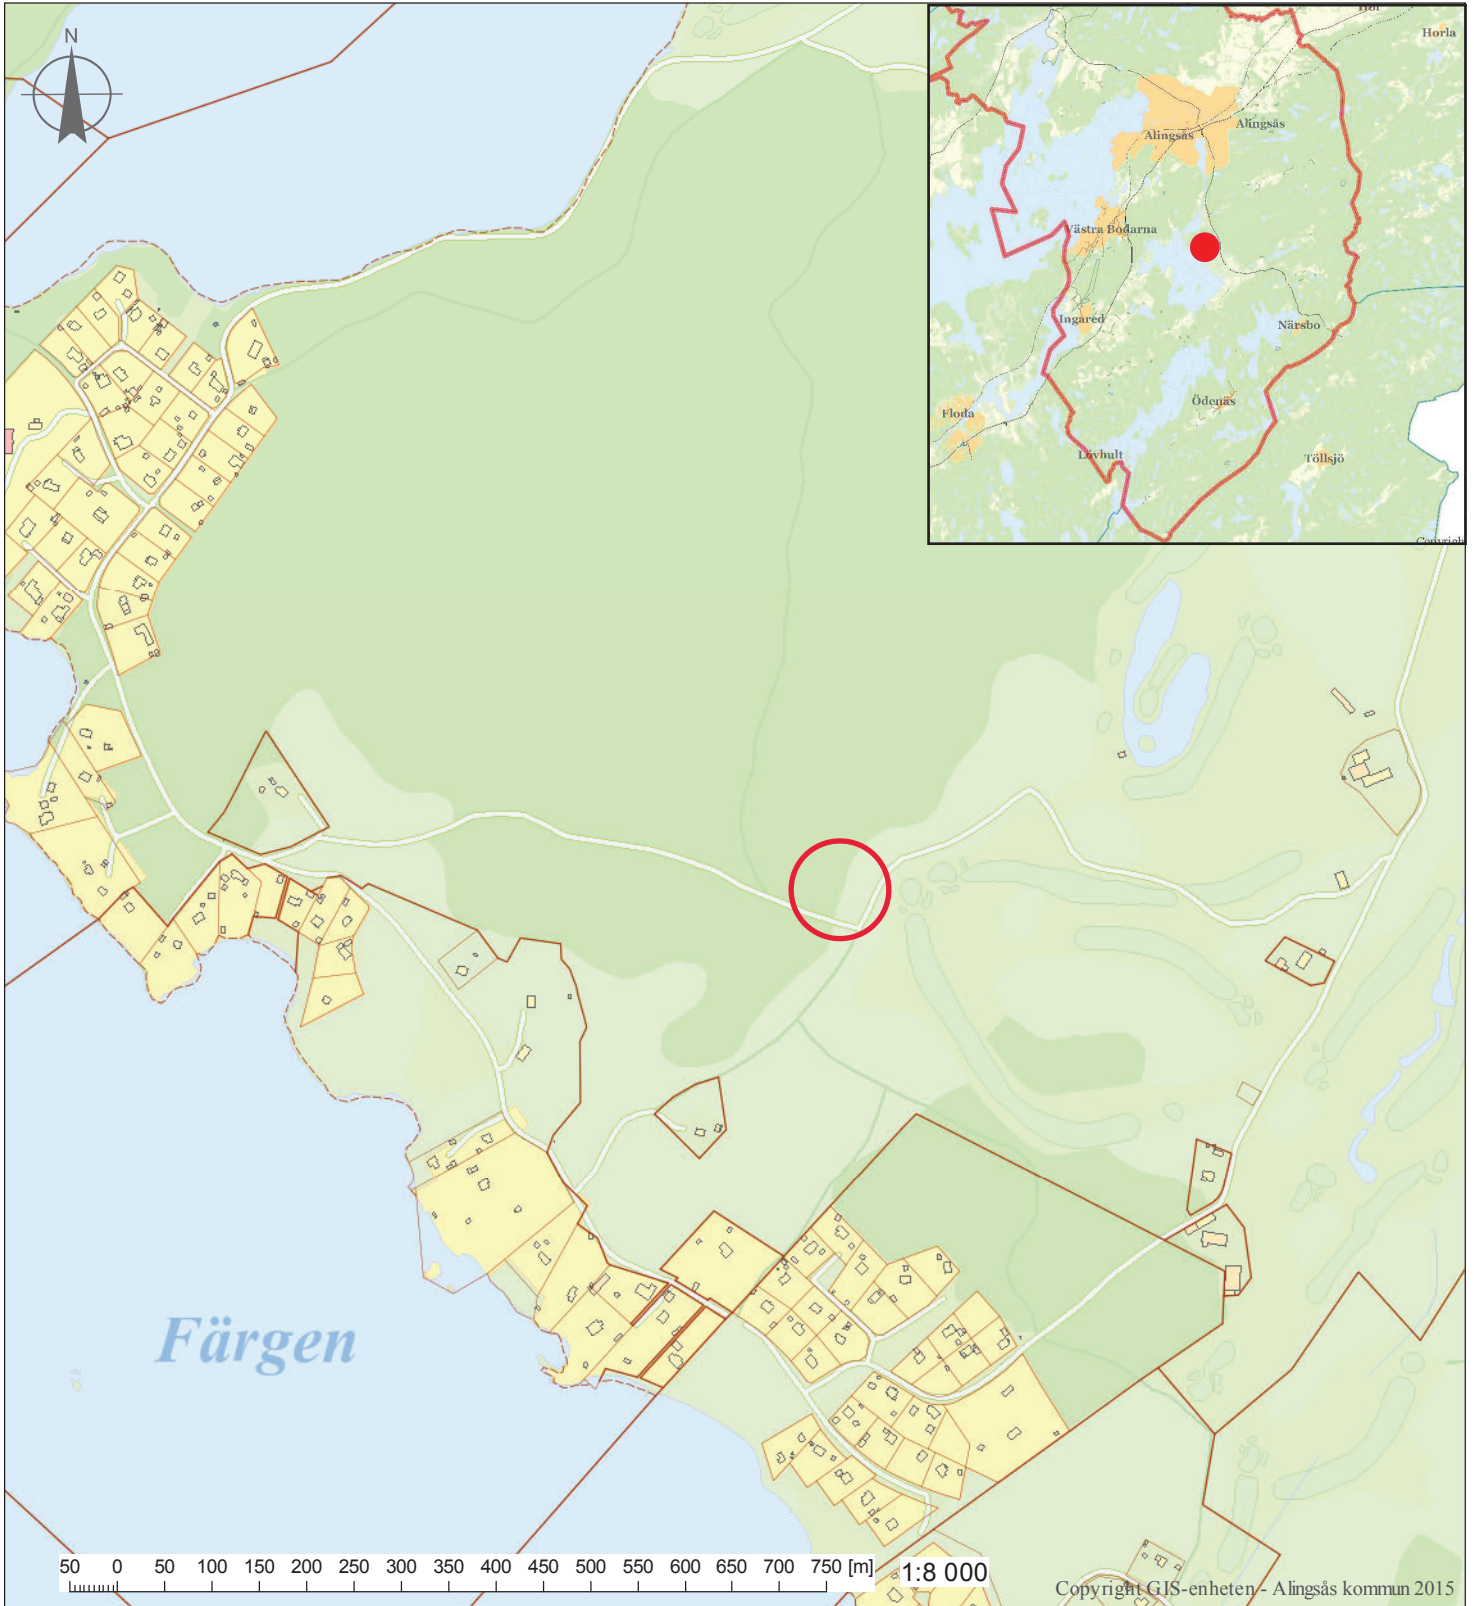 N
Hol
Horla
Alingsås
Alingsås
Västra Bodarna
Ingared
Närsbo
Ödenäs
Floda
Lövhult
Töllsjö
Copyrigh
Färgen
50 0 50 100 150 200 250 300 350 400 450 500 550 600 650 700 750 [m]
1:8 000
Copyright GIS-enheten - Alingsås kommun 2015